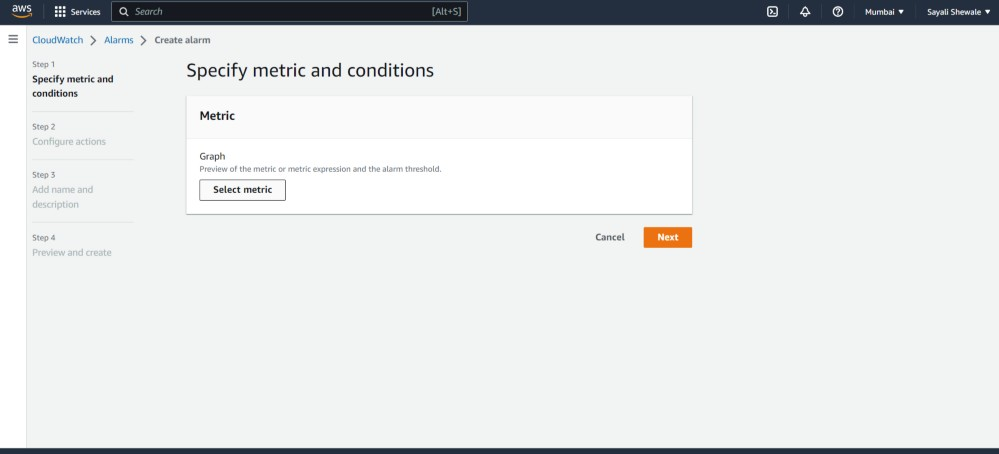 aws
Services
Search
[Alt+S]
Mumbai
Sayali Shewale
CloudWatch
Alarms
Create alarm
Step 1
Specify metric and
conditions
Step 2
Configure actions
Step 3
Add name and
description
Step 4
Preview and create
Specify metric and conditions
Metric
Graph
Preview of the metric or metric expression and the alarm threshold.
Select metric
Cancel
Next